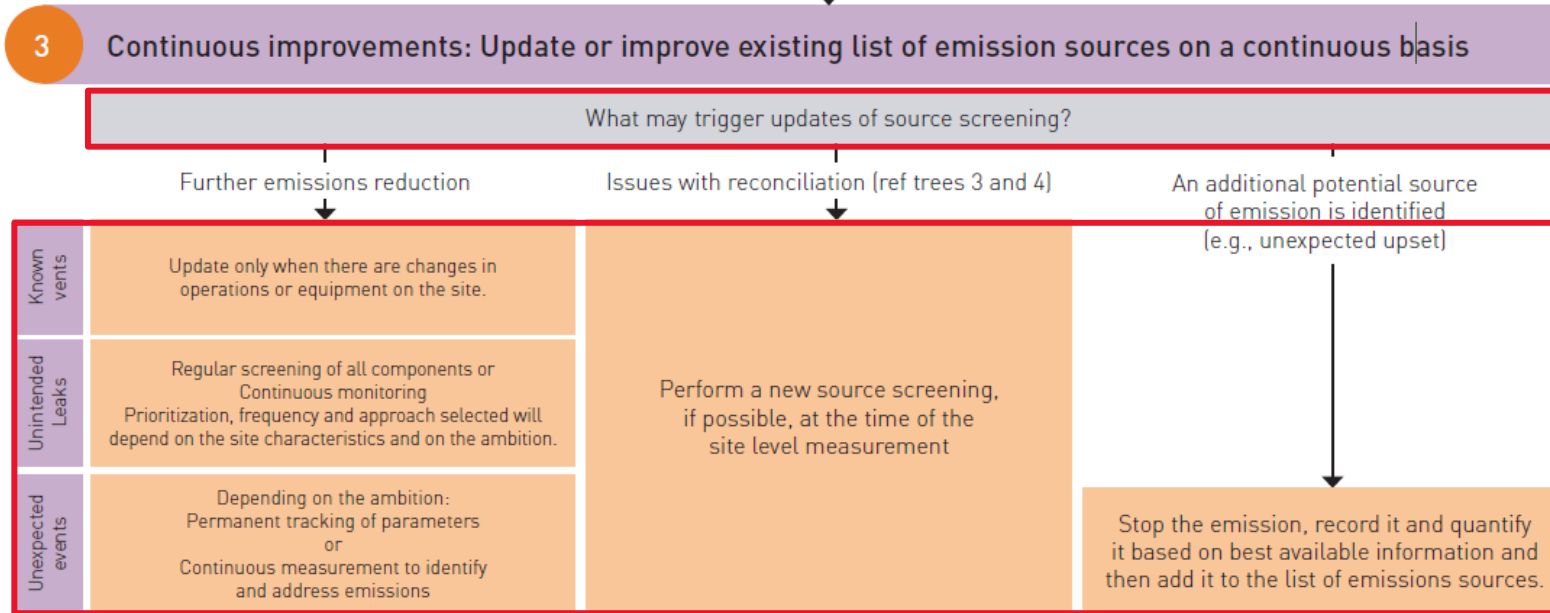 3
Continuous improvements: Update or improve existing list of emission sources on a continuous basis
What may trigger updates of source screening?
Further emissions reduction
Issues with reconciliation (ref trees 3 and 4)
An additional potential source
of emission is identified
(e.g., unexpected upset)
Known
vents
Update only when there are changes in
operations or equipment on the site.
Unintended
Leaks
Regular screening of all components or
Continuous monitoring
Prioritization, frequency and approach selected will
depend on the site characteristics and on the ambition.
Perform a new source screening,
if possible, at the time of the
site level measurement
Unexpected
events
Depending on the ambition:
Permanent tracking of parameters
or
Continuous measurement to identify
and address emissions
Stop the emission, record it and quantify
it based on best available information and
then add it to the list of emissions sources.